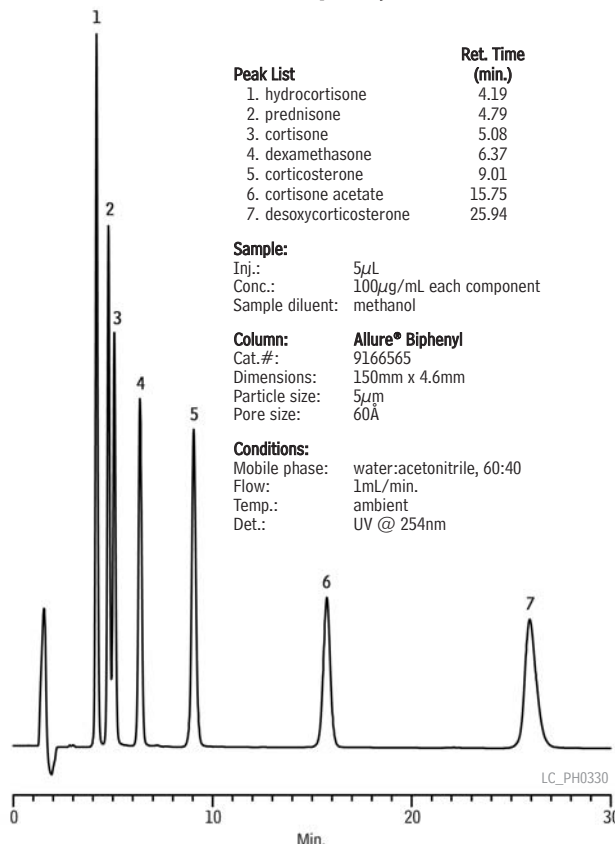 Ret. Time
Peak List (min.)
1. hydrocortisone 4.19
2. prednisone 4.79
3. cortisone 5.08
4. dexamethasone 6.37
5. corticosterone 9.01
6. cortisone acetate 15.75
7. desoxycorticosterone 25.94
Sample:
Inj.: 5µL
Conc.: 100µg/mL each component
Sample diluent: methanol
Column: Allure® Biphenyl
Cat.#: 9166565
Dimensions: 150mm x 4.6mm
Particle size: 5µm
Pore size: 60Å
Conditions:
Mobile phase: water:acetonitrile, 60:40
Flow: 1mL/min.
Temp.: ambient
Det.: UV @ 254nm
1
2
3
4
5
6
7
LC_PH0330
0 10 20 30
Min.